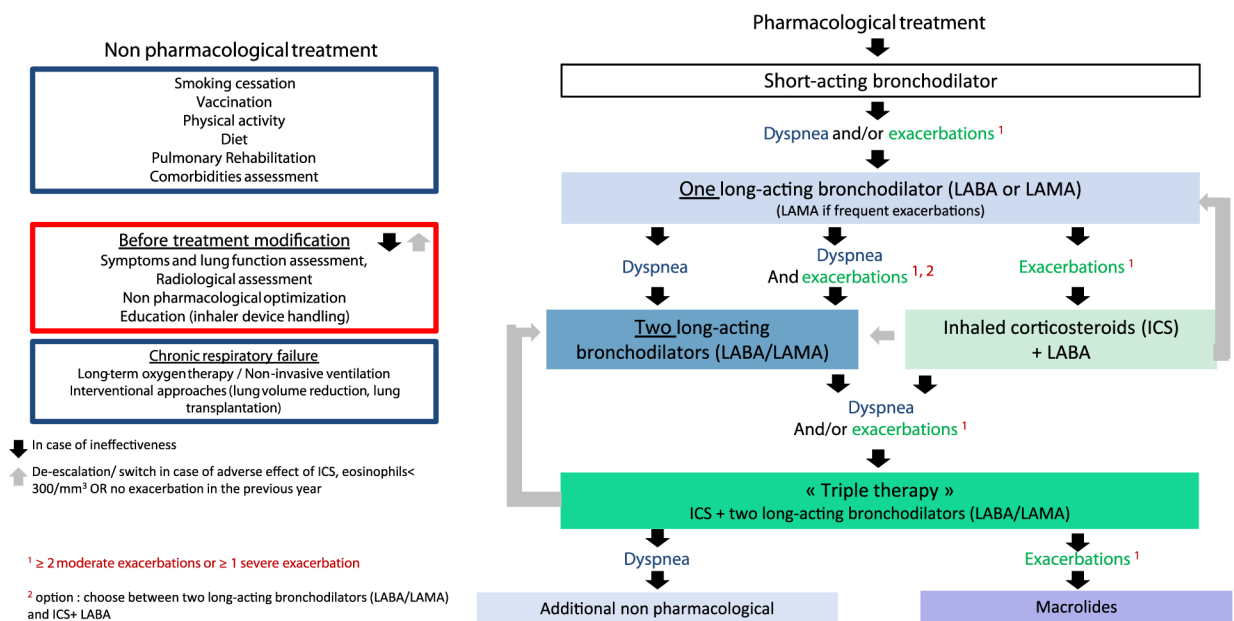 Non pharmacological treatment
Smoking cessation
Vaccination
Physical activity
Diet
Pulmonary Rehabilitation
Comorbidities assessment
Before treatment modification
Symptoms and lung function assessment,
Radiological assessment
Non pharmacological optimization
Education (inhaler device handling)
Chronic respiratory failure
Long-term oxygen therapy / Non-invasive ventilation
Interventional approaches (lung volume reduction, lung
transplantation)
In case of ineffectiveness
De-escalation/ switch in case of adverse effect of ICS, eosinophils<
300/mm³ OR no exacerbation in the previous year
¹ ≥ 2 moderate exacerbations or ≥ 1 severe exacerbation
² option : choose between two long-acting bronchodilators (LABA/LAMA)
and ICS+ LABA
Pharmacological treatment
Short-acting bronchodilator
Dyspnea and/or exacerbations ¹
One long-acting bronchodilator (LABA or LAMA)
(LAMA if frequent exacerbations)
Dyspnea
Dyspnea
And exacerbations ¹, ²
Exacerbations ¹
Two long-acting
bronchodilators (LABA/LAMA)
Inhaled corticosteroids (ICS)
+ LABA
Dyspnea
And/or exacerbations ¹
« Triple therapy »
ICS + two long-acting bronchodilators (LABA/LAMA)
Dyspnea
Exacerbations ¹
Additional non pharmacological
Macrolides